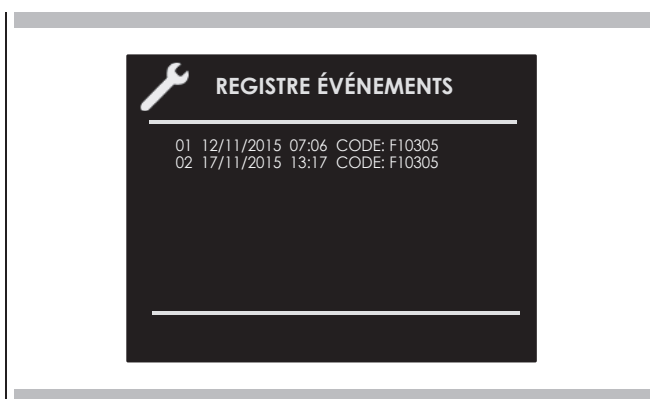 REGISTRE ÉVÉNEMENTS
01 12/11/2015 07:06 CODE: F10305
02 17/11/2015 13:17 CODE: F10305